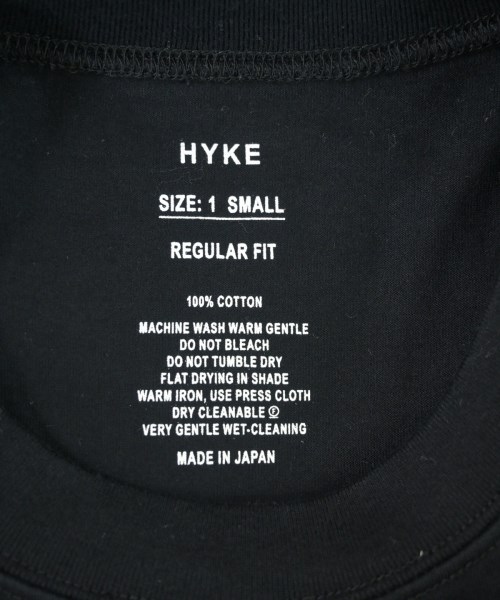 HYKE
SIZE: 1 SMALL
REGULAR FIT
100% COTTON
MACHINE WASH WARM GENTLE
DO NOT BLEACH
DO NOT TUMBLE DRY
FLAT DRYING IN SHADE
WARM IRON, USE PRESS CLOTH
DRY CLEANABLE Ⓕ
VERY GENTLE WET-CLEANING
MADE IN JAPAN